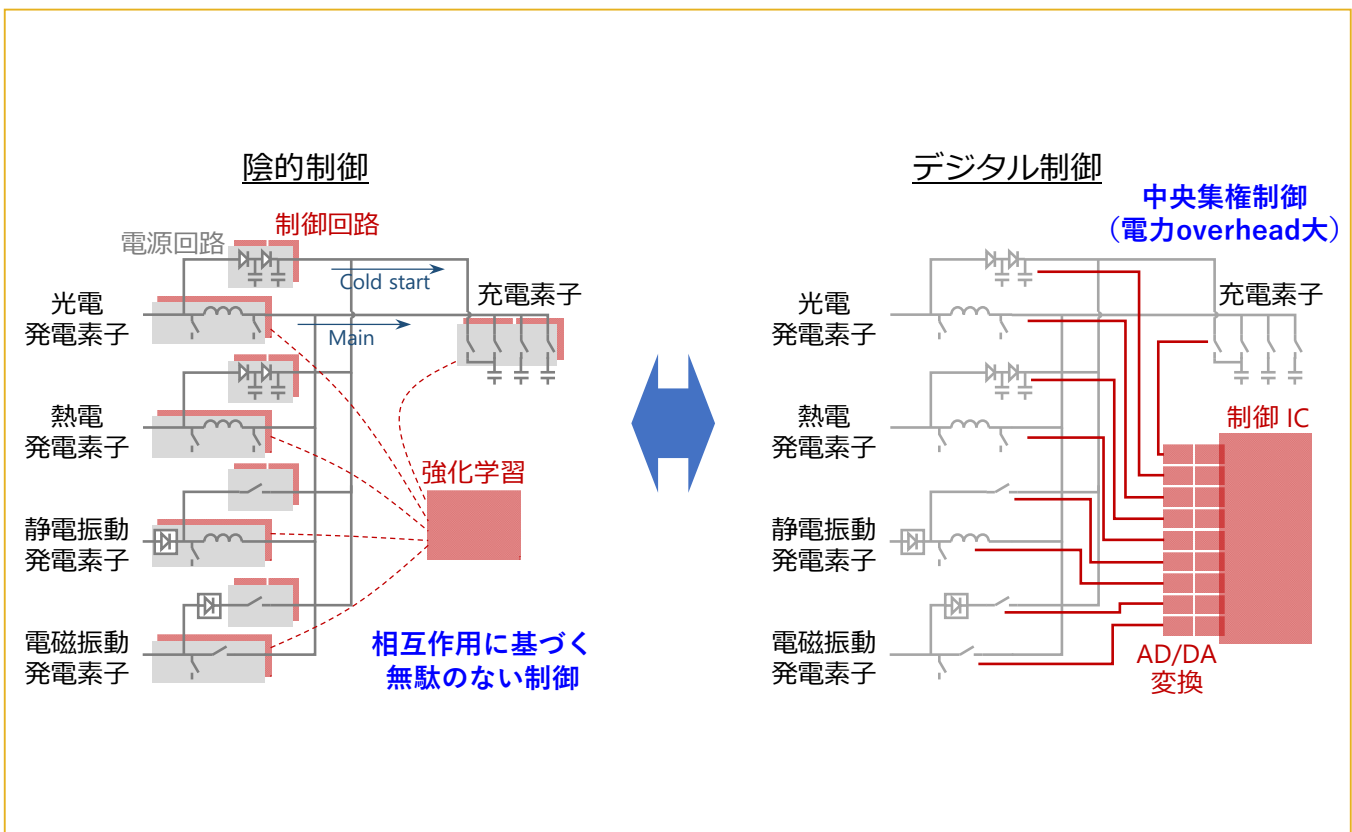 陰的制御
電源回路
制御回路
Cold start
Main
光電
発電素子
充電素子
熱電
発電素子
強化学習
静電振動
発電素子
電磁振動
発電素子
相互作用に基づく
無駄のない制御
デジタル制御
中央集権制御
（電力overhead大）
光電
発電素子
充電素子
熱電
発電素子
制御 IC
静電振動
発電素子
電磁振動
発電素子
AD/DA
変換